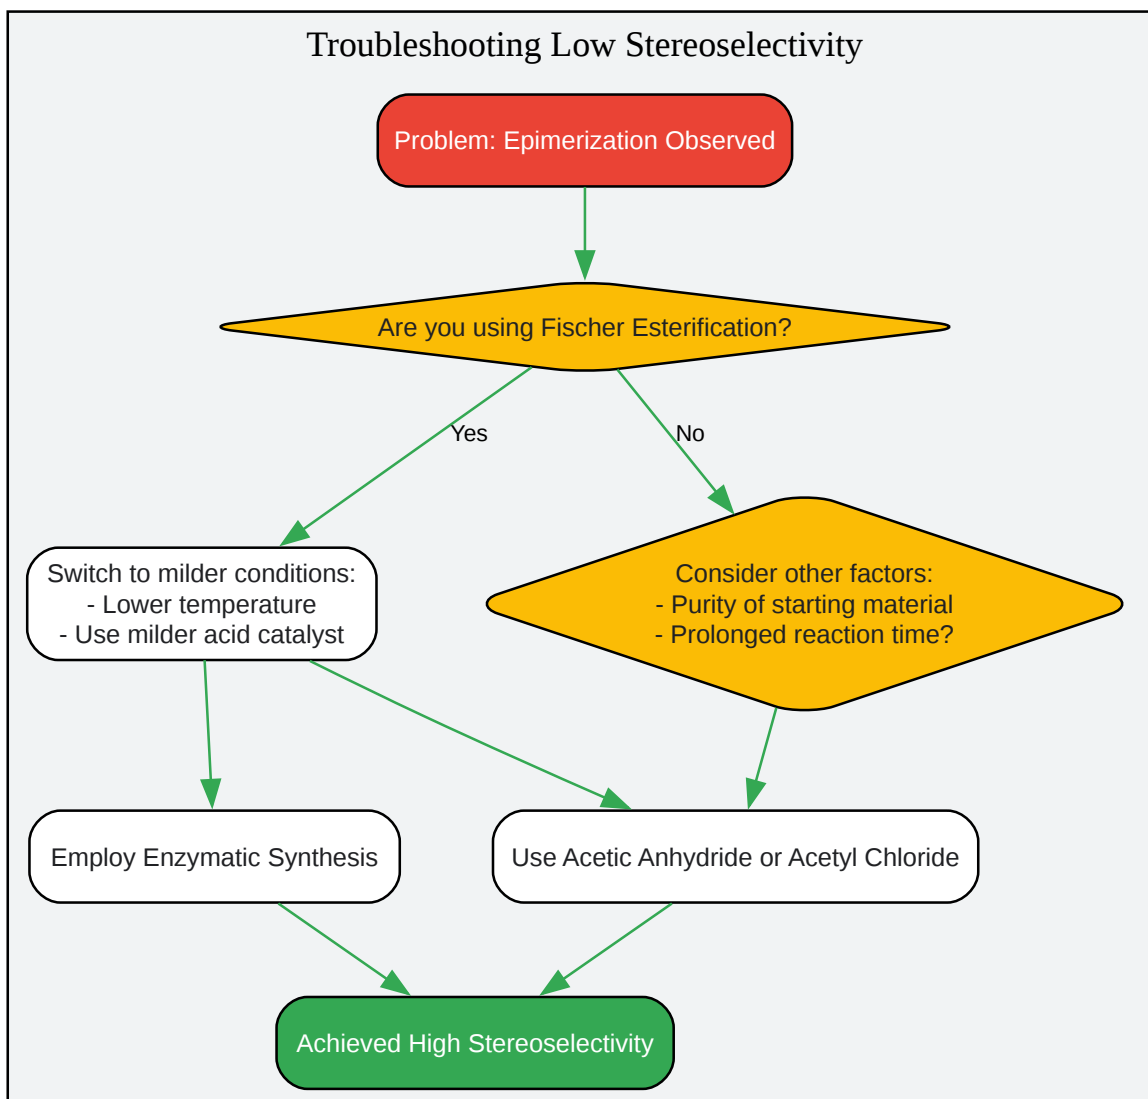 Troubleshooting Low Stereoselectivity
Problem: Epimerization Observed
Are you using Fischer Esterification?
Yes
No
Switch to milder conditions:
- Lower temperature
- Use milder acid catalyst
Consider other factors:
- Purity of starting material
- Prolonged reaction time?
Employ Enzymatic Synthesis
Use Acetic Anhydride or Acetyl Chloride
Achieved High Stereoselectivity